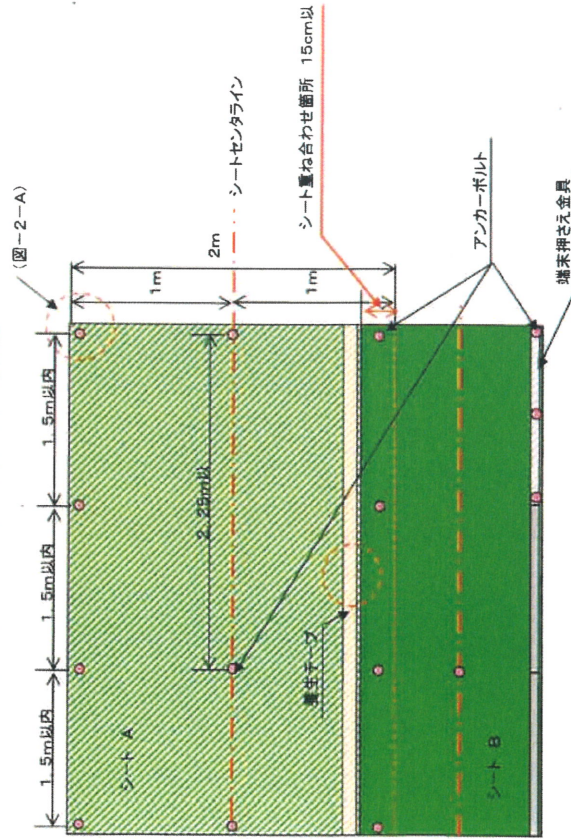 (図-2-A)
1．5m以内
1．5m以内
1．5m以内
2m
1m
1m
シートセンタライン
シート重ね合わせ箇所 15cm以
2．25m以
シート A
養生テープ
アンカーボルト
シート B
端末押さえ金具